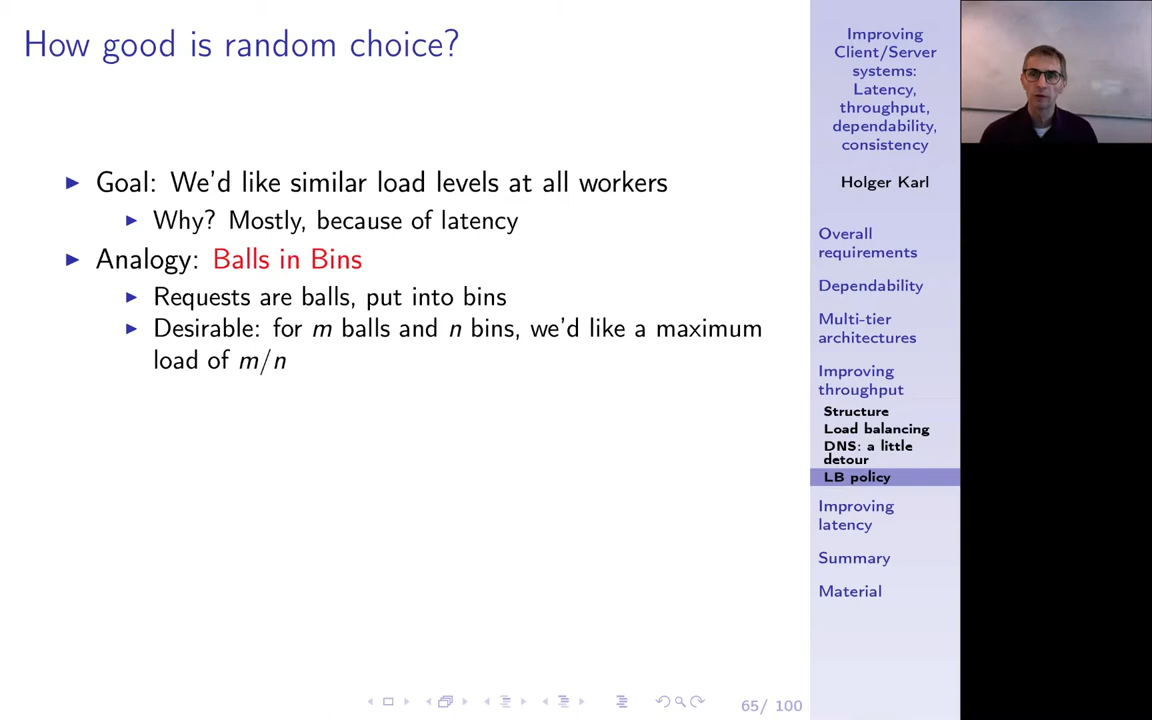 How good is random choice?
Goal: We'd like similar load levels at all workers
Why? Mostly, because of latency
Analogy: Balls in Bins
Requests are balls, put into bins
Desirable: for m balls and n bins, we'd like a maximum
load of m/n
Improving
Client/Server
systems:
Latency,
throughput,
dependability,
consistency
Holger Karl
Overall
requirements
Dependability
Multi-tier
architectures
Improving
throughput
Structure
Load balancing
DNS: a little
detour
LB policy
Improving
latency
Summary
Material
65/ 100